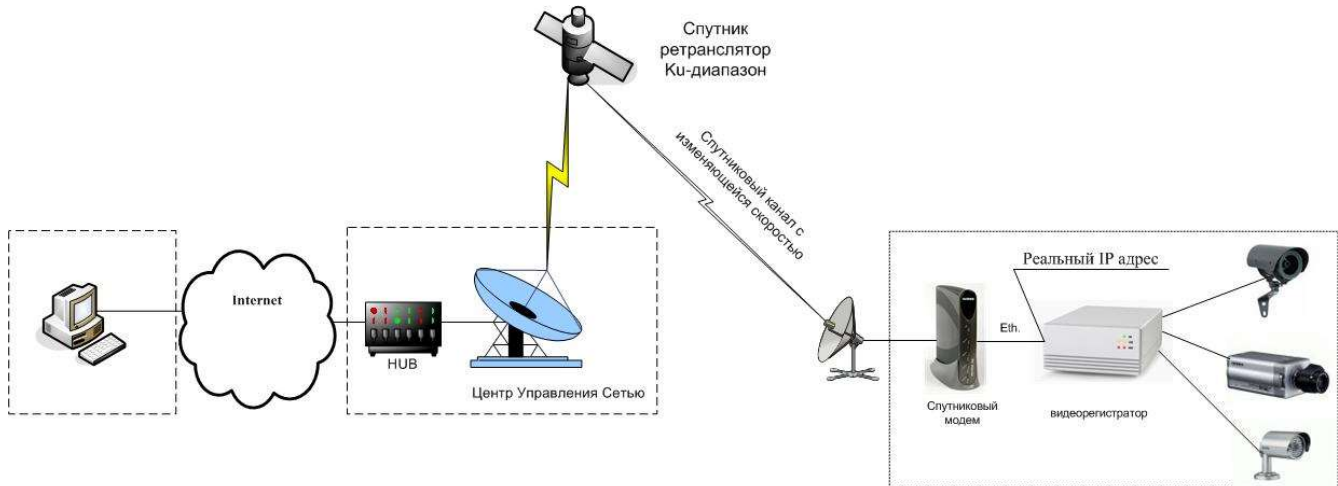 Спутник
ретранслятор
Ku-диапазон
Спутниковый канал с
изменяющейся скоростью
Internet
HUB
Центр Управления Сетью
Реальный IP адрес
Eth.
Спутниковый
модем
видеорегистратор